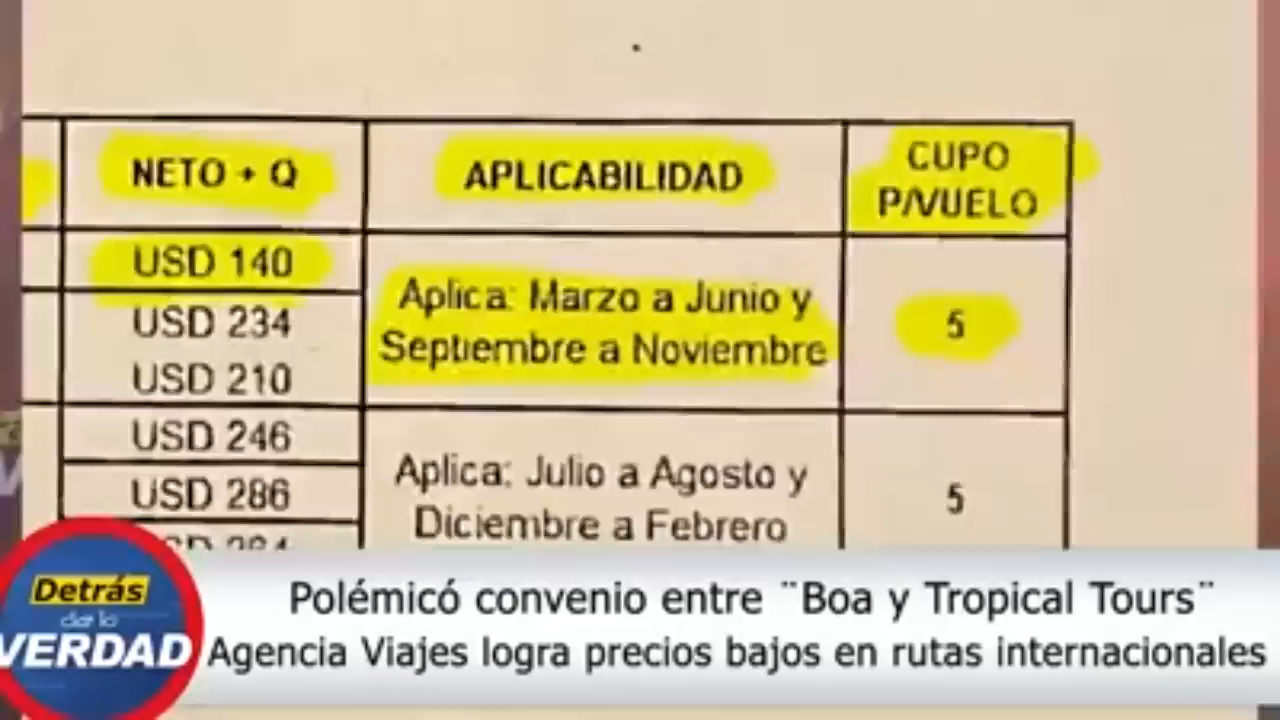 NETO + Q
APLICABILIDAD
CUPO
P/VUELO
USD 140
USD 234
USD 210
Aplica: Marzo a Junio y
Septiembre a Noviembre
5
USD 246
USD 286
Aplica: Julio a Agosto y
Diciembre a Febrero
5
Detrás
de la
VERDAD
Polémicó convenio entre ¨Boa y Tropical Tours¨
Agencia Viajes logra precios bajos en rutas internacionales